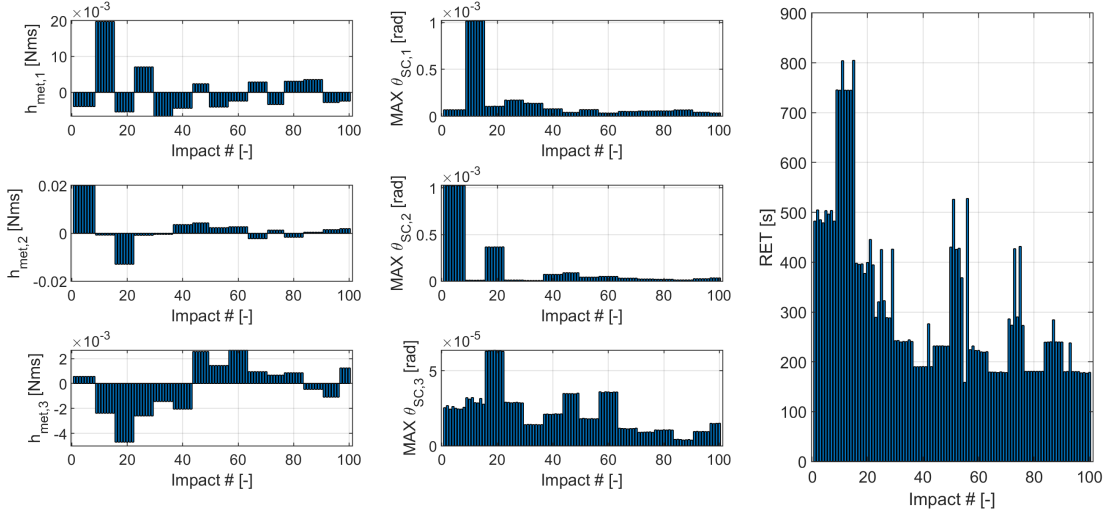 ×10⁻³
20
10
0
0 20 40 60 80 100
h_met,1 [Nms]
Impact # [-]
×10⁻³
1
0.5
0
0 20 40 60 80 100
MAX θ_SC,1 [rad]
Impact # [-]
0.02
0
-0.02
0 20 40 60 80 100
h_met,2 [Nms]
Impact # [-]
×10⁻³
1
0.5
0
0 20 40 60 80 100
MAX θ_SC,2 [rad]
Impact # [-]
×10⁻³
2
0
-2
-4
0 20 40 60 80 100
h_met,3 [Nms]
Impact # [-]
×10⁻⁵
5
0
0 20 40 60 80 100
MAX θ_SC,3 [rad]
Impact # [-]
900
800
700
600
500
400
300
200
100
0
0 20 40 60 80 100
RET [s]
Impact # [-]